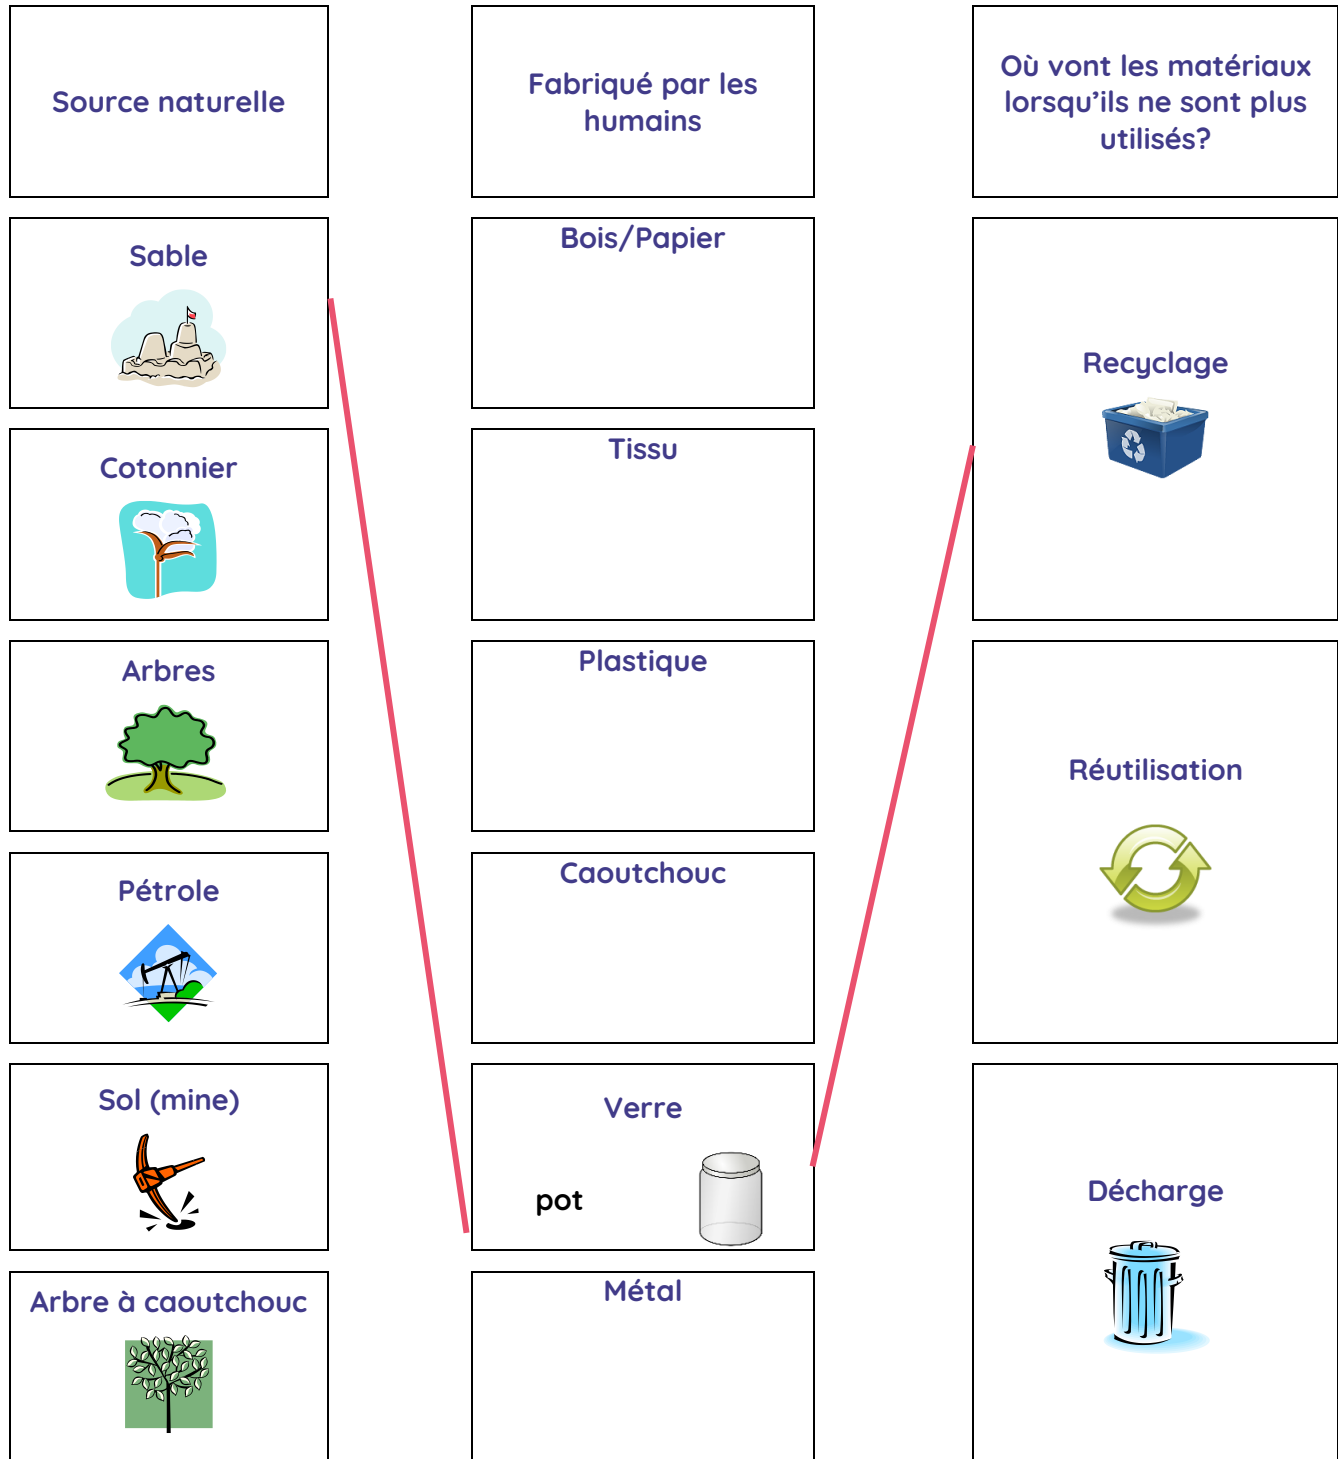 Source naturelle
Fabriqué par les
humains
Où vont les matériaux
lorsqu'ils ne sont plus
utilisés?
Sable
Cotonnier
Arbres
Pétrole
Sol (mine)
Arbre à caoutchouc
Bois/Papier
Tissu
Plastique
Caoutchouc
Verre
pot
Métal
Recyclage
Réutilisation
Décharge